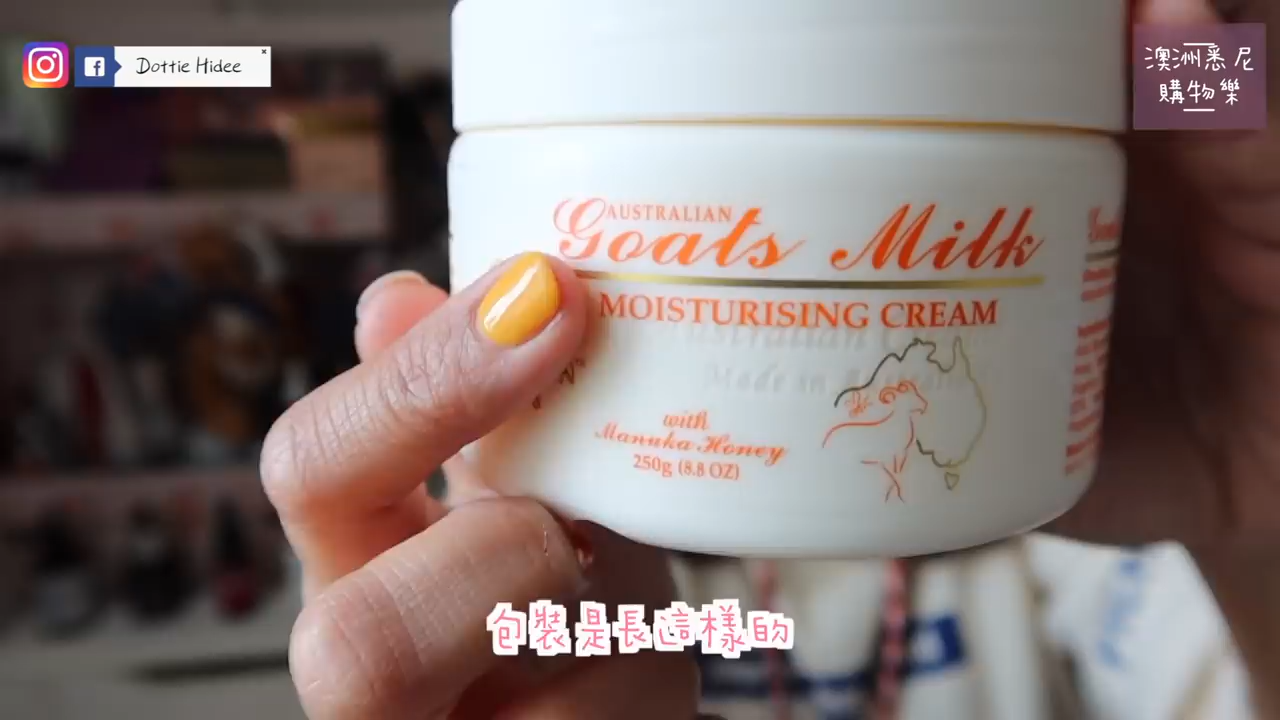 Dottie Hidee
澳洲悉尼
購物樂
AUSTRALIAN
Goats Milk
MOISTURISING CREAM
with
Manuka Honey
250g (8.8 OZ)
包裝是長這樣的